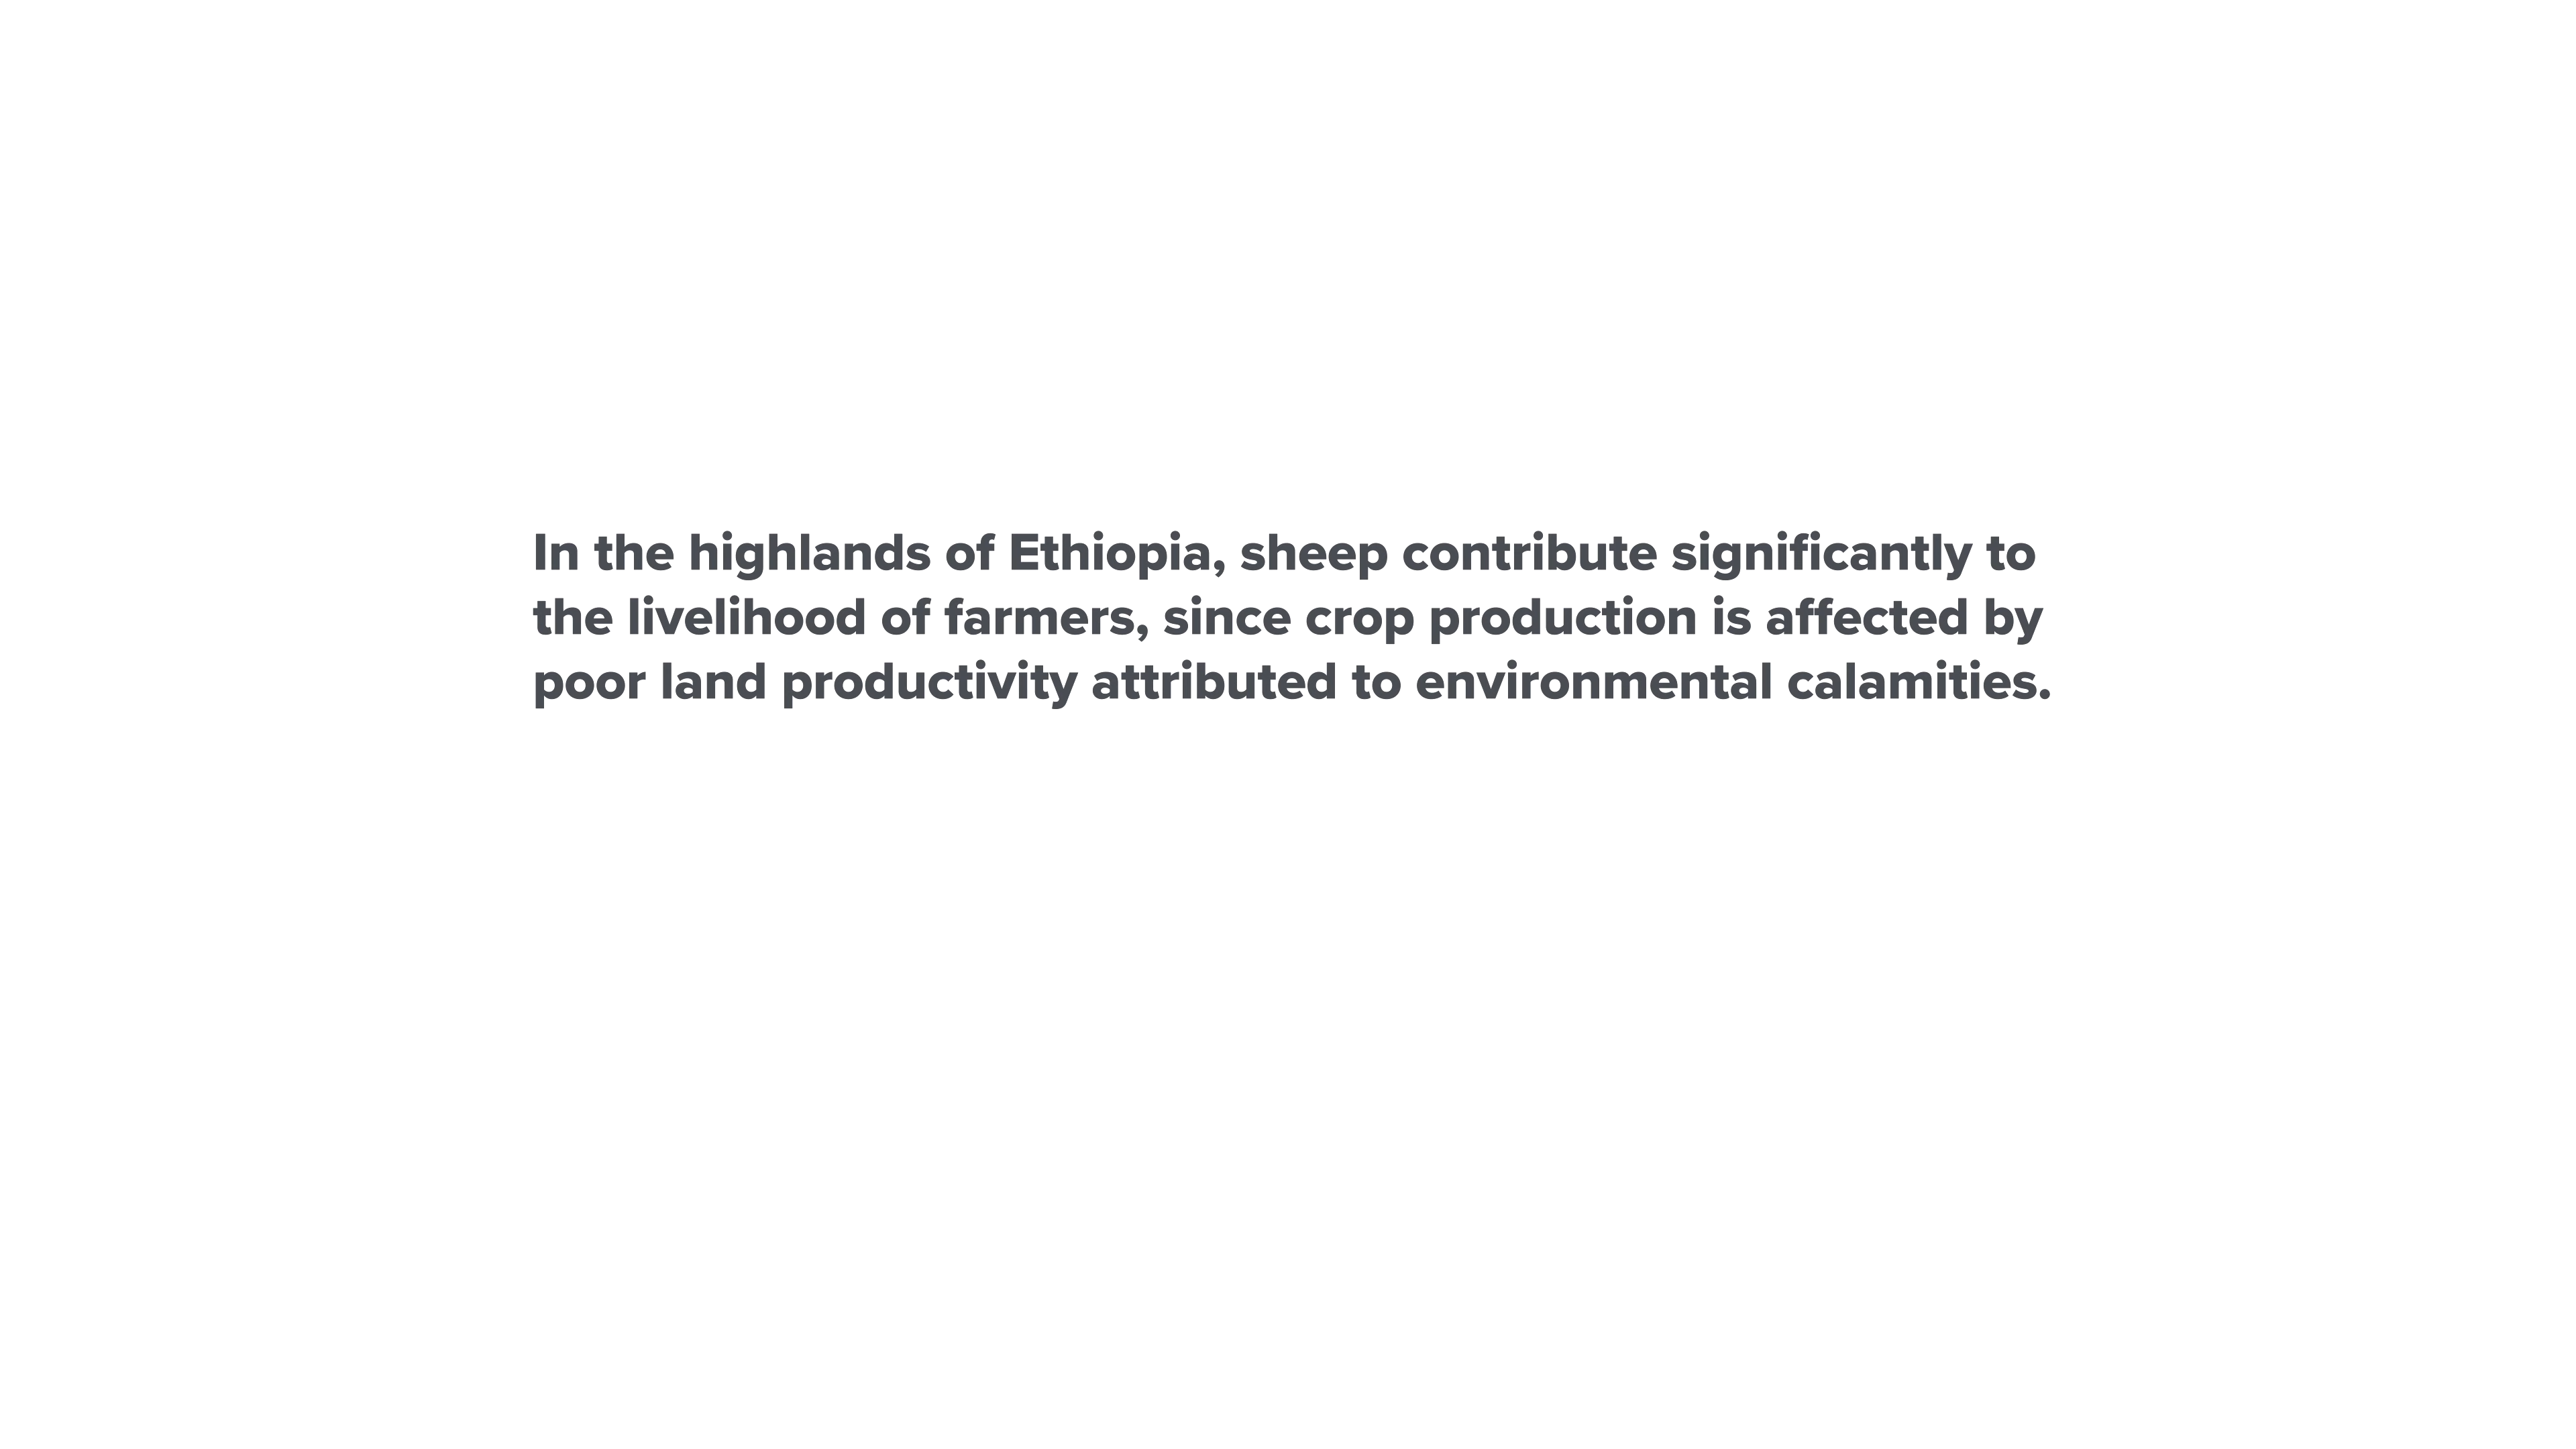 In the highlands of Ethiopia, sheep contribute significantly to
the livelihood of farmers, since crop production is affected by
poor land productivity attributed to environmental calamities.